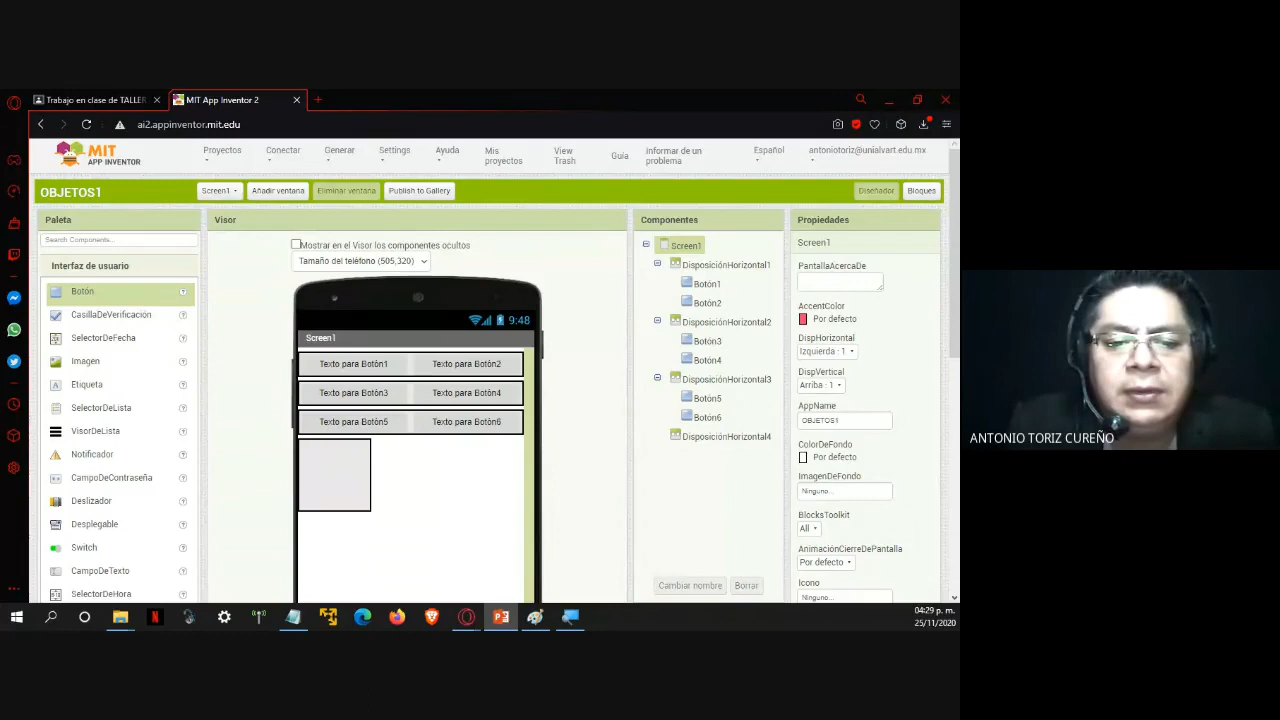 Trabajo en clase de TALLER
MIT App Inventor 2
ai2.appinventor.mit.edu
MIT
APP INVENTOR
Proyectos
Conectar
Generar
Settings
Ayuda
Mis proyectos
View Trash
Guía
Informar de un problema
Español
antoniotoriz@unialvart.edu.mx
OBJETOS1
Screen1
Añadir ventana
Eliminar ventana
Publish to Gallery
Diseñador
Bloques
Paleta
Search Components...
Interfaz de usuario
Botón
CasillaDeVerificación
SelectorDeFecha
Imagen
Etiqueta
SelectorDeLista
VisorDeLista
Notificador
CampoDeContraseña
Deslizador
Desplegable
Switch
CampoDeTexto
SelectorDeHora
Visor
Mostrar en el Visor los componentes ocultos
Tamaño del teléfono (505,320)
9:48
Screen1
Texto para Botón1 Texto para Botón2
Texto para Botón3 Texto para Botón4
Texto para Botón5 Texto para Botón6
Componentes
Screen1
DisposiciónHorizontal1
Botón1
Botón2
DisposiciónHorizontal2
Botón3
Botón4
DisposiciónHorizontal3
Botón5
Botón6
DisposiciónHorizontal4
Cambiar nombre
Borrar
Propiedades
Screen1
PantallaAcercaDe
AccentColor
Por defecto
DispHorizontal
Izquierda : 1
DispVertical
Arriba : 1
AppName
OBJETOS1
ColorDeFondo
Por defecto
ImagenDeFondo
Ninguno...
BlocksToolkit
All
AnimaciónCierreDePantalla
Por defecto
Icono
Ninguno...
04:29 p. m.
25/11/2020
ANTONIO TORIZ CUREÑO